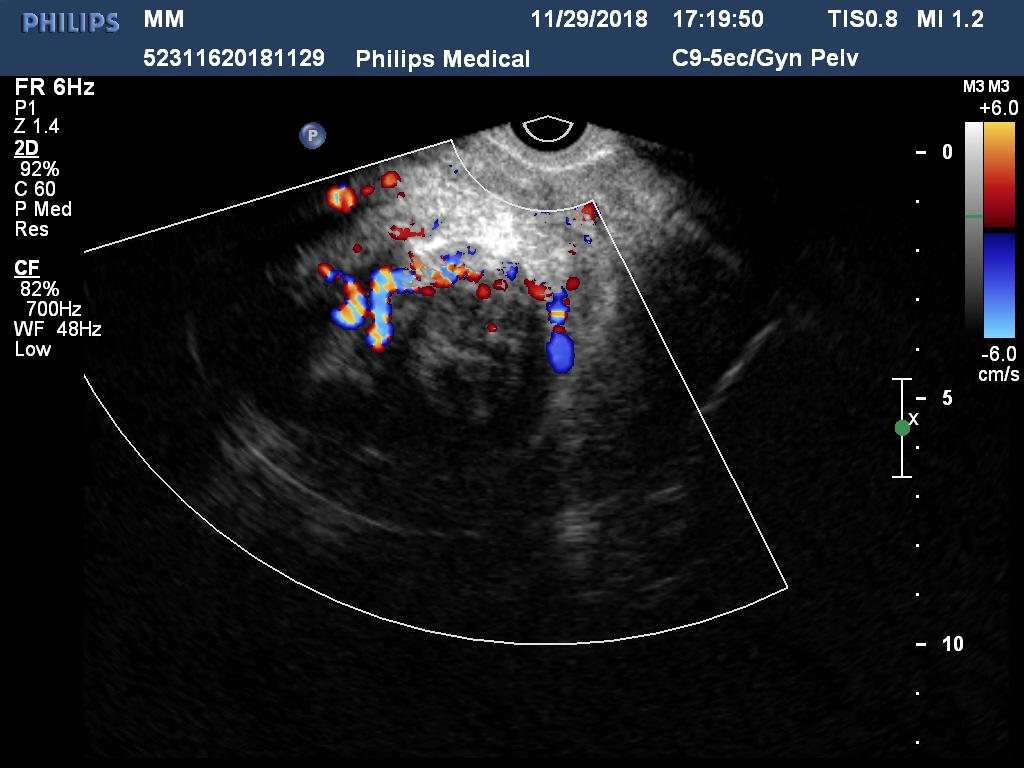 PHILIPS MM 11/29/2018 17:19:50 TIS0.8 MI 1.2
52311620181129 Philips Medical C9-5ec/Gyn Pelv
FR 6Hz
P1
Z 1.4
2D
92%
C 60
P Med
Res
CF
82%
700Hz
WF 48Hz
Low
P
M3 M3
+6.0
-6.0
cm/s
0
5
X
10